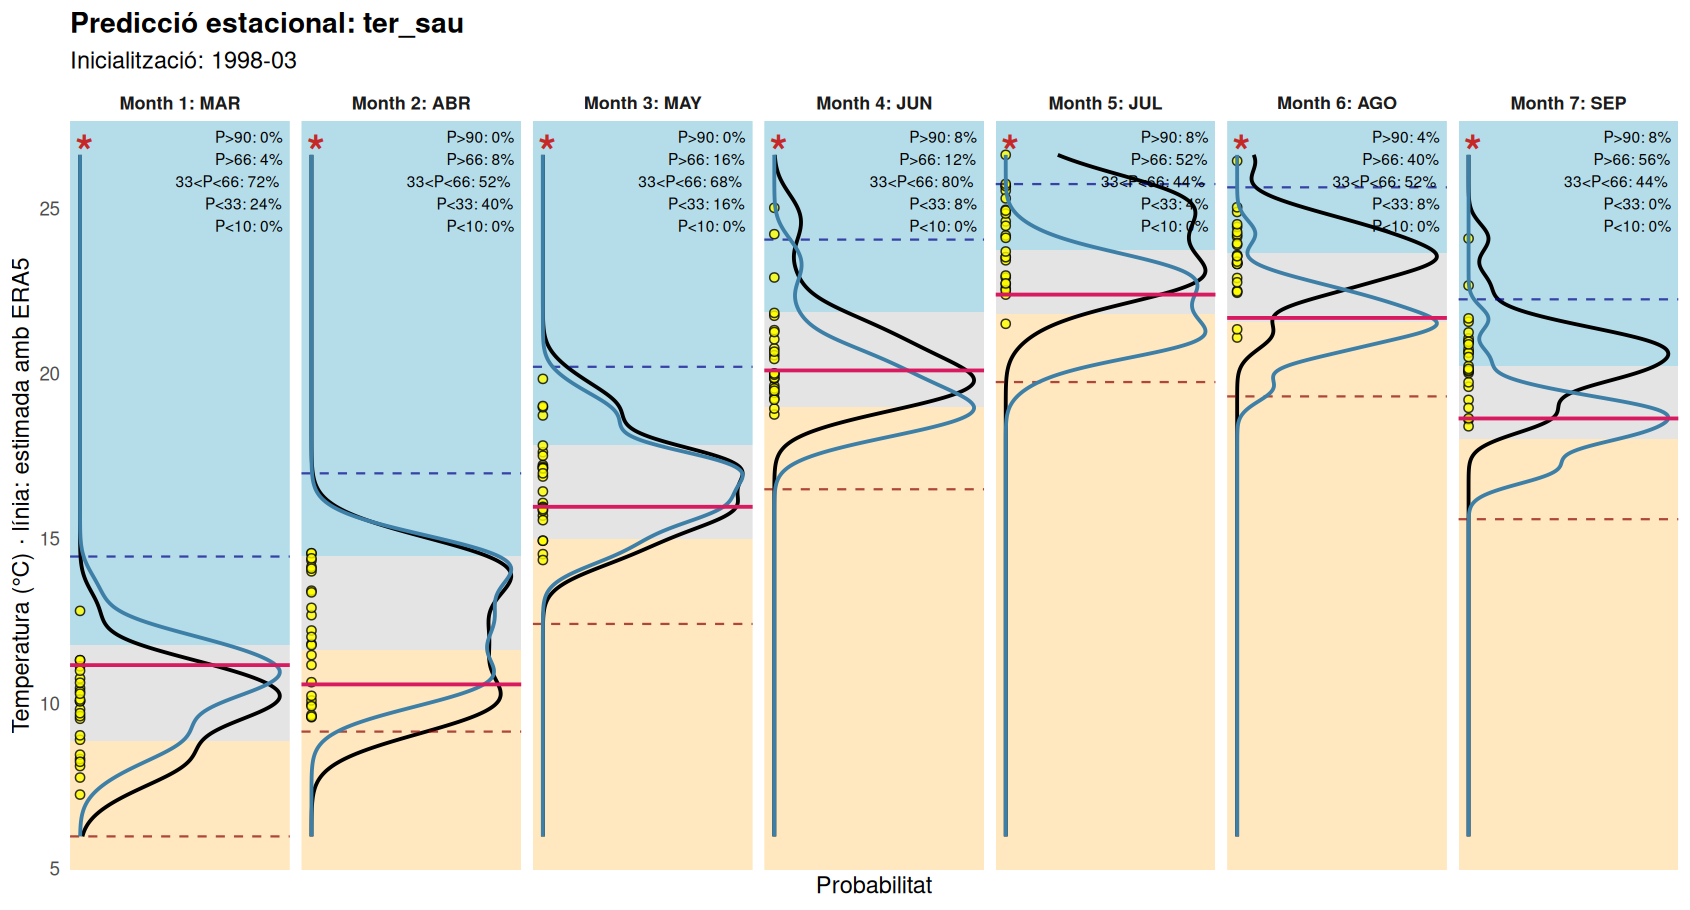 Predicció estacional: ter_sau
Inicialització: 1998-03
Month 1: MAR
Month 2: ABR
Month 3: MAY
Month 4: JUN
Month 5: JUL
Month 6: AGO
Month 7: SEP
*
P>90: 0%
P>66: 4%
33<P<66: 72%
P<33: 24%
P<10: 0%
*
P>90: 0%
P>66: 8%
33<P<66: 52%
P<33: 40%
P<10: 0%
*
P>90: 0%
P>66: 16%
33<P<66: 68%
P<33: 16%
P<10: 0%
*
P>90: 8%
P>66: 12%
33<P<66: 80%
P<33: 8%
P<10: 0%
*
P>90: 8%
P>66: 52%
33<P<66: 44%
P<33: 4%
P<10: 0%
*
P>90: 4%
P>66: 40%
33<P<66: 52%
P<33: 8%
P<10: 0%
*
P>90: 8%
P>66: 56%
33<P<66: 44%
P<33: 0%
P<10: 0%
25
20
15
10
5
Temperatura (°C) · línia: estimada amb ERA5
Probabilitat